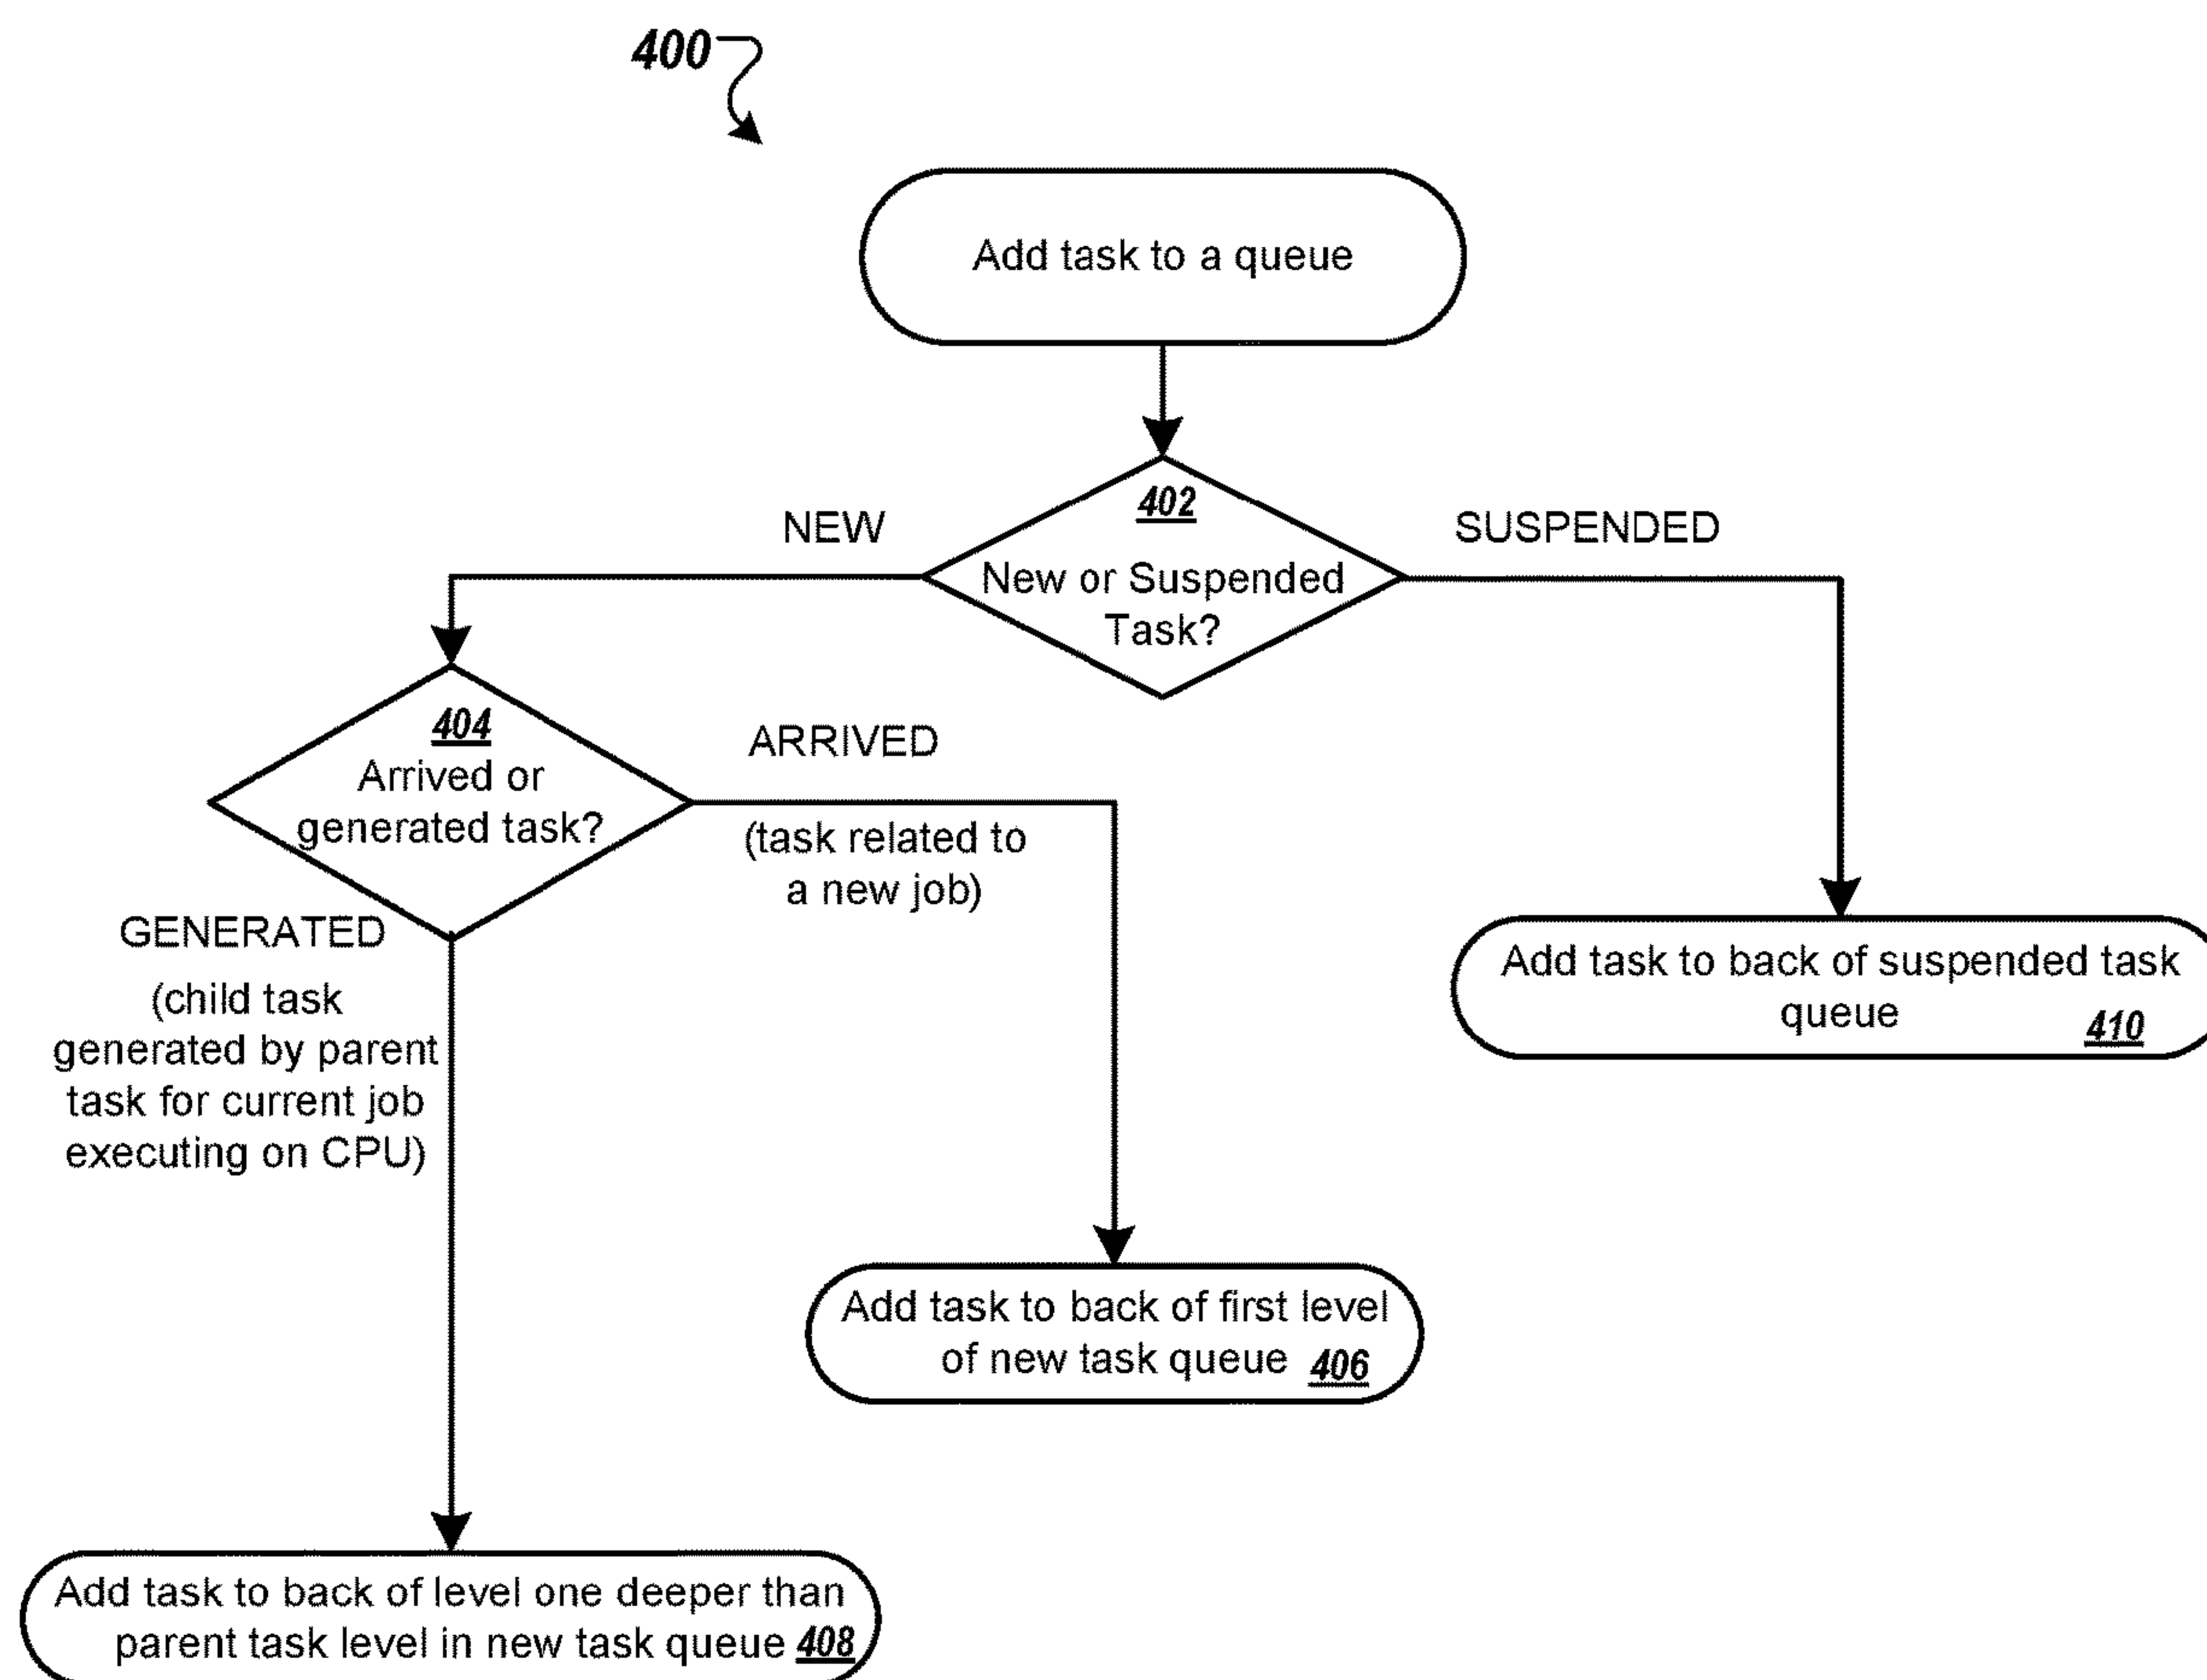 400
Add task to a queue
402
NEW
SUSPENDED
New or Suspended
Task?
404
ARRIVED
Arrived or
generated task?
(task related to
a new job)
GENERATED
(child task
generated by parent
task for current job
executing on CPU)
Add task to back of suspended task
queue
410
Add task to back of first level
of new task queue 406
Add task to back of level one deeper than
parent task level in new task queue 408